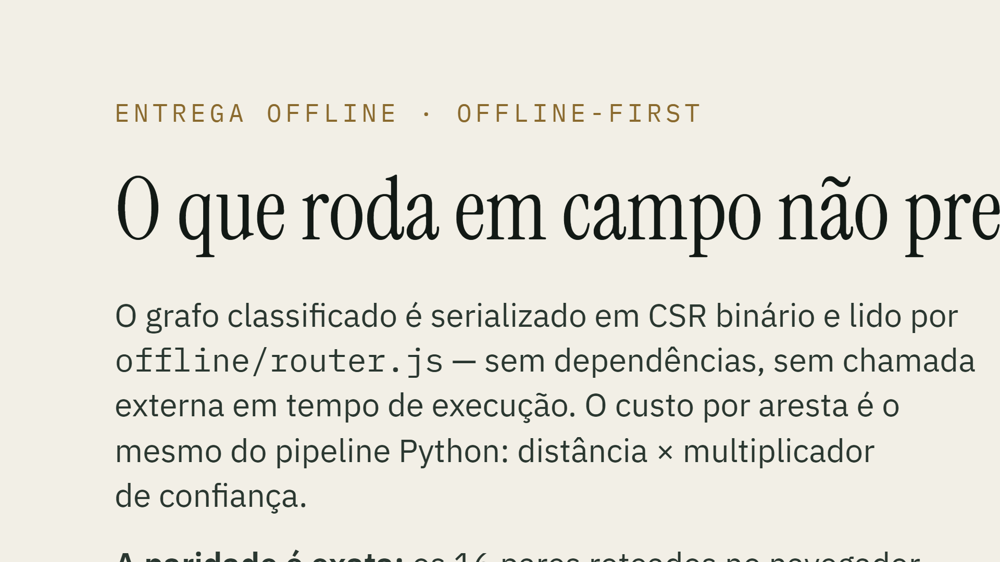 ENTREGA OFFLINE · OFFLINE-FIRST
O que roda em campo não pre
O grafo classificado é serializado em CSR binário e lido por
offline/router.js — sem dependências, sem chamada
externa em tempo de execução. O custo por aresta é o
mesmo do pipeline Python: distância × multiplicador
de confiança.
A paridade é exata: os 16 pares roteados no navegador